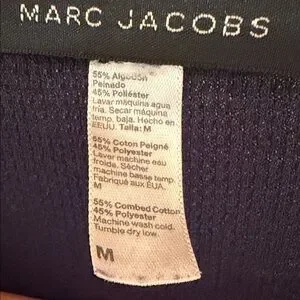 MARC JACOBS
55% Algodón
Peinado
45% Poliéster
Lavar máquina agua
fría. Secar máquina
temp. baja. Hecho en
EEUU. Talla: M
55% Coton Peigné
45% Polyester
Laver machine eau
froide. Sécher
machine basse temp
Fabriqué aux EUA.
M
55% Combed Cotton
45% Polyester
Machine wash cold.
Tumble dry low.
M